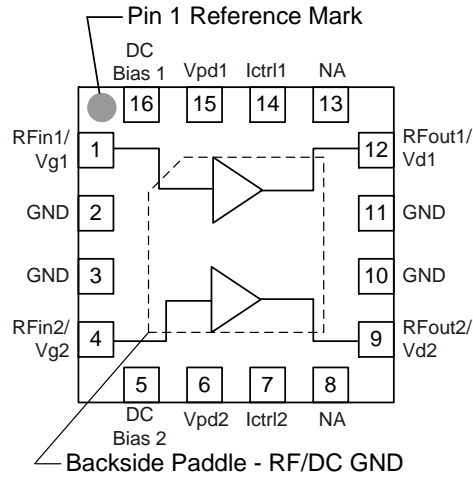 Pin 1 Reference Mark
DC
Bias 1
Vpd1
Ictrl1
NA
16
15
14
13
RFin1/
Vg1
1
12
RFout1/
Vd1
GND
2
11
GND
GND
3
10
GND
RFin2/
Vg2
4
9
RFout2/
Vd2
5
6
7
8
DC
Bias 2
Vpd2
Ictrl2
NA
Backside Paddle - RF/DC GND